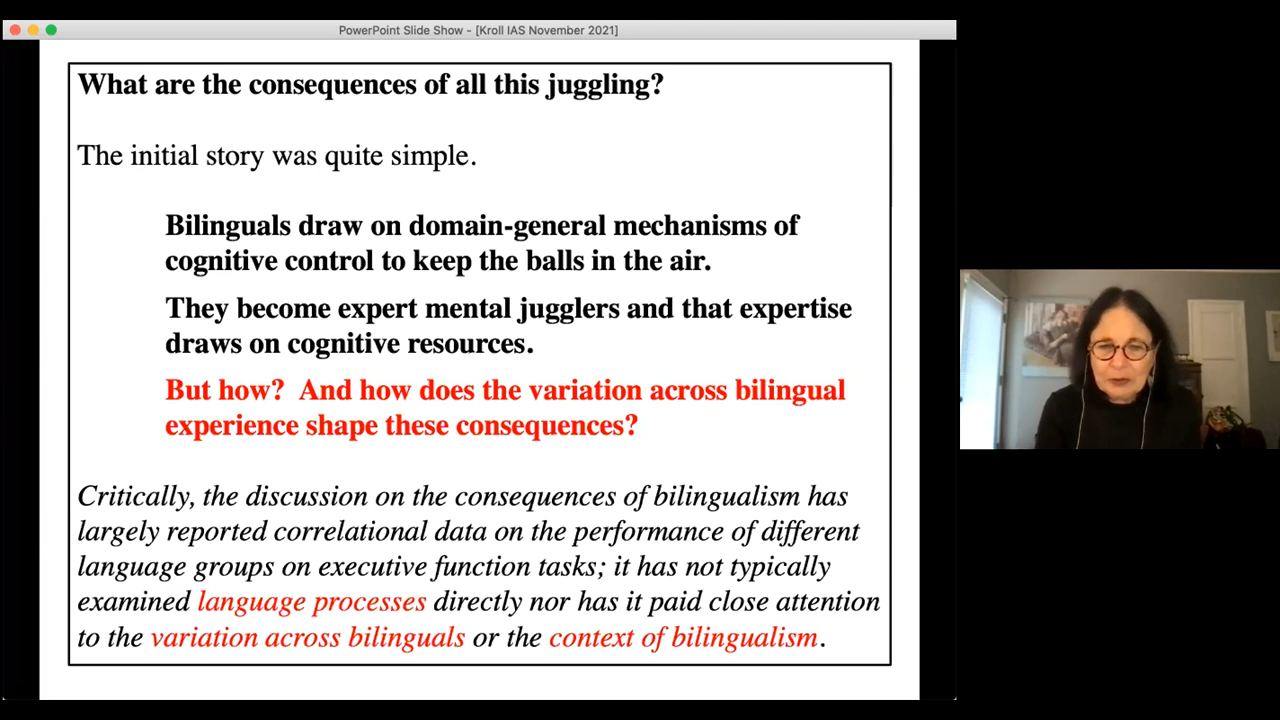 PowerPoint Slide Show - [Kroll IAS November 2021]
What are the consequences of all this juggling?
The initial story was quite simple.
Bilinguals draw on domain-general mechanisms of
cognitive control to keep the balls in the air.
They become expert mental jugglers and that expertise
draws on cognitive resources.
But how?  And how does the variation across bilingual
experience shape these consequences?
Critically, the discussion on the consequences of bilingualism has
largely reported correlational data on the performance of different
language groups on executive function tasks; it has not typically
examined language processes directly nor has it paid close attention
to the variation across bilinguals or the context of bilingualism.